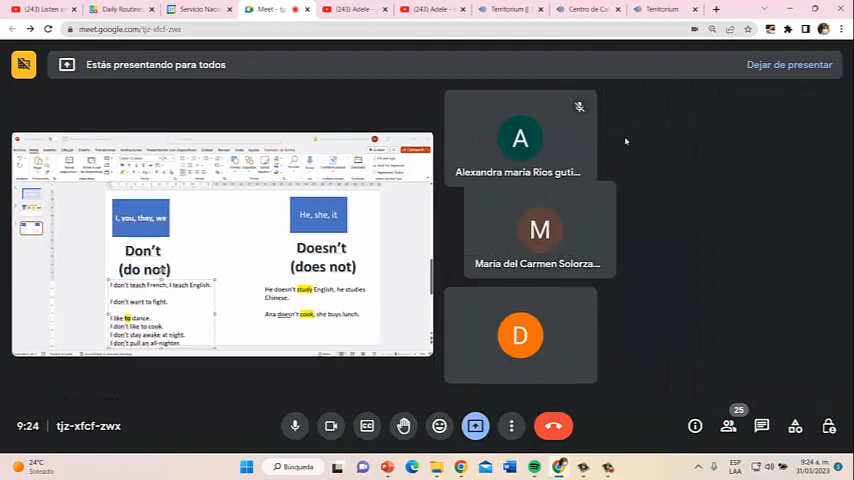 (243) Listen an
Daily Routines
Servicio Nacio
Meet - tj
(243) Adele -
(243) Adele -
Territorium ||
Centro de Cal
Territorium
meet.google.com/tjz-xfcf-zwx
Estás presentando para todos
Dejar de presentar
I, you, they, we
He, she, it
Don't
(do not)
Doesn't
(does not)
I don't teach French, I teach English.
I don't want to fight.
I like to dance.
I don't like to cook.
I don't stay awake at night.
I don't pull an all-nighter.
He doesn't study English, he studies
Chinese.
Ana doesn't cook, she buys lunch.
A
Alexandra maria Rios guti...
M
Maria del Carmen Solorza...
D
9:24
tjz-xfcf-zwx
25
24°C
Soleado
Búsqueda
ESP
LAA
9:24 a. m.
31/03/2023